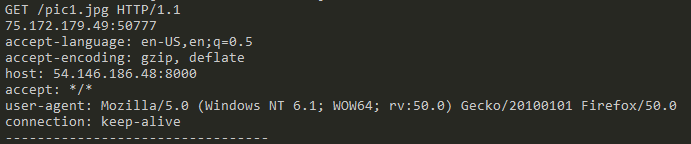 GET /pic1.jpg HTTP/1.1
75.172.179.49:50777
accept-language: en-US,en;q=0.5
accept-encoding: gzip, deflate
host: 54.146.186.48:8000
accept: */*
user-agent: Mozilla/5.0 (Windows NT 6.1; WOW64; rv:50.0) Gecko/20100101 Firefox/50.0
connection: keep-alive
---------------------------------